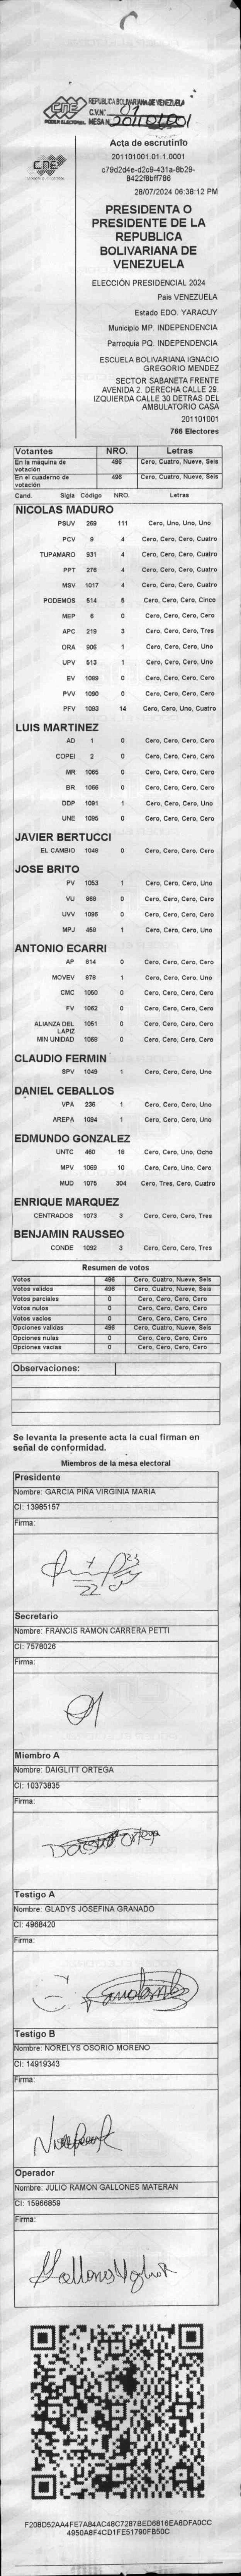 CNE
PODER ELECTORAL
REPUBLICA BOLIVARIANA DE VENEZUELA
C.V.Nº 01
MESA N 201101001
CNE
Acta de escrutinio
201101001.01.1.0001
c79d2d4e-d2c9-431a-8b29-
8422f8bff786
28/07/2024 06:38:12 PM
PRESIDENTA O
PRESIDENTE DE LA
REPUBLICA
BOLIVARIANA DE
VENEZUELA
ELECCIÓN PRESIDENCIAL 2024
Pais VENEZUELA
Estado EDO. YARACUY
Municipio MP. INDEPENDENCIA
Parroquia PQ. INDEPENDENCIA
ESCUELA BOLIVARIANA IGNACIO
GREGORIO MENDEZ
SECTOR SABANETA FRENTE
AVENIDA 2. DERECHA CALLE 29.
IZQUIERDA CALLE 30 DETRAS DEL
AMBULATORIO CASA
201101001
766 Electores
Votantes NRO. Letras
En la máquina de votación 496 Cero, Cuatro, Nueve, Seis
En el cuaderno de votación 496 Cero, Cuatro, Nueve, Seis
Cand. Sigla Código NRO. Letras
NICOLAS MADURO
PSUV 269 111 Cero, Uno, Uno, Uno
PCV 9 4 Cero, Cero, Cero, Cuatro
TUPAMARO 931 4 Cero, Cero, Cero, Cuatro
PPT 276 4 Cero, Cero, Cero, Cuatro
MSV 1017 4 Cero, Cero, Cero, Cuatro
PODEMOS 514 5 Cero, Cero, Cero, Cinco
MEP 6 0 Cero, Cero, Cero, Cero
APC 219 3 Cero, Cero, Cero, Tres
ORA 906 1 Cero, Cero, Cero, Uno
UPV 513 1 Cero, Cero, Cero, Uno
EV 1089 0 Cero, Cero, Cero, Cero
PVV 1090 0 Cero, Cero, Cero, Cero
PFV 1093 14 Cero, Cero, Uno, Cuatro
LUIS MARTINEZ
AD 1 0 Cero, Cero, Cero, Cero
COPEI 2 0 Cero, Cero, Cero, Cero
MR 1065 0 Cero, Cero, Cero, Cero
BR 1066 0 Cero, Cero, Cero, Cero
DDP 1091 1 Cero, Cero, Cero, Uno
UNE 1095 0 Cero, Cero, Cero, Cero
JAVIER BERTUCCI
EL CAMBIO 1048 0 Cero, Cero, Cero, Cero
JOSE BRITO
PV 1053 1 Cero, Cero, Cero, Uno
VU 868 0 Cero, Cero, Cero, Cero
UVV 1096 0 Cero, Cero, Cero, Cero
MPJ 458 1 Cero, Cero, Cero, Uno
ANTONIO ECARRI
AP 814 0 Cero, Cero, Cero, Cero
MOVEV 879 1 Cero, Cero, Cero, Uno
CMC 1050 0 Cero, Cero, Cero, Cero
FV 1062 0 Cero, Cero, Cero, Cero
ALIANZA DEL LAPIZ 1051 0 Cero, Cero, Cero, Cero
MIN UNIDAD 1068 0 Cero, Cero, Cero, Cero
CLAUDIO FERMIN
SPV 1049 1 Cero, Cero, Cero, Uno
DANIEL CEBALLOS
VPA 236 1 Cero, Cero, Cero, Uno
AREPA 1094 1 Cero, Cero, Cero, Uno
EDMUNDO GONZALEZ
UNTC 460 18 Cero, Cero, Uno, Ocho
MPV 1069 10 Cero, Cero, Uno, Cero
MUD 1075 304 Cero, Tres, Cero, Cuatro
ENRIQUE MARQUEZ
CENTRADOS 1073 3 Cero, Cero, Cero, Tres
BENJAMIN RAUSSEO
CONDE 1092 3 Cero, Cero, Cero, Tres
Resumen de votos
Votos 496 Cero, Cuatro, Nueve, Seis
Votos validos 496 Cero, Cuatro, Nueve, Seis
Votos parciales 0 Cero, Cero, Cero, Cero
Votos nulos 0 Cero, Cero, Cero, Cero
Votos vacios 0 Cero, Cero, Cero, Cero
Opciones validas 496 Cero, Cuatro, Nueve, Seis
Opciones nulas 0 Cero, Cero, Cero, Cero
Opciones vacias 0 Cero, Cero, Cero, Cero
Observaciones:
Se levanta la presente acta la cual firman en
señal de conformidad.
Miembros de la mesa electoral
Presidente
Nombre: GARCIA PIÑA VIRGINIA MARIA
CI: 13985157
Firma:
Secretario
Nombre: FRANCIS RAMON CARRERA PETTI
CI: 7578026
Firma:
Miembro A
Nombre: DAIGLITT ORTEGA
CI: 10373835
Firma:
Testigo A
Nombre: GLADYS JOSEFINA GRANADO
CI: 4968420
Firma:
Testigo B
Nombre: NORELYS OSORIO MORENO
CI: 14919343
Firma:
Operador
Nombre: JULIO RAMON GALLONES MATERAN
CI: 15966859
Firma:
F208D52AA4FE7A84AC48C7287BED6816EA8DFA0CC
4950A8F4CD1FE51790FB50C